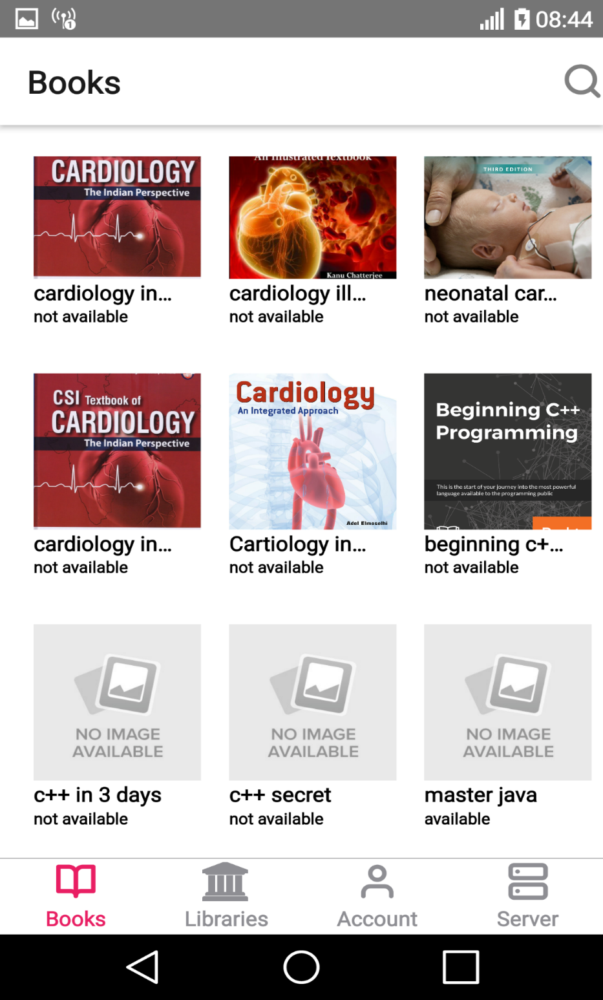 08:44
Books
CARDIOLOGY
The Indian Perspective
An Illustrated Textbook
Kanu Chatterjee
THIRD EDITION
cardiology in...
cardiology ill...
neonatal car...
not available
not available
not available
CSI Textbook of
CARDIOLOGY
The Indian Perspective
Cardiology
An Integrated Approach
Adel Elmoselhi
Beginning C++
Programming
This is the start of your journey into the most powerful
language available to the programming public
cardiology in...
Cartiology in...
beginning c+...
not available
not available
not available
NO IMAGE
AVAILABLE
NO IMAGE
AVAILABLE
NO IMAGE
AVAILABLE
c++ in 3 days
c++ secret
master java
not available
not available
available
Books
Libraries
Account
Server